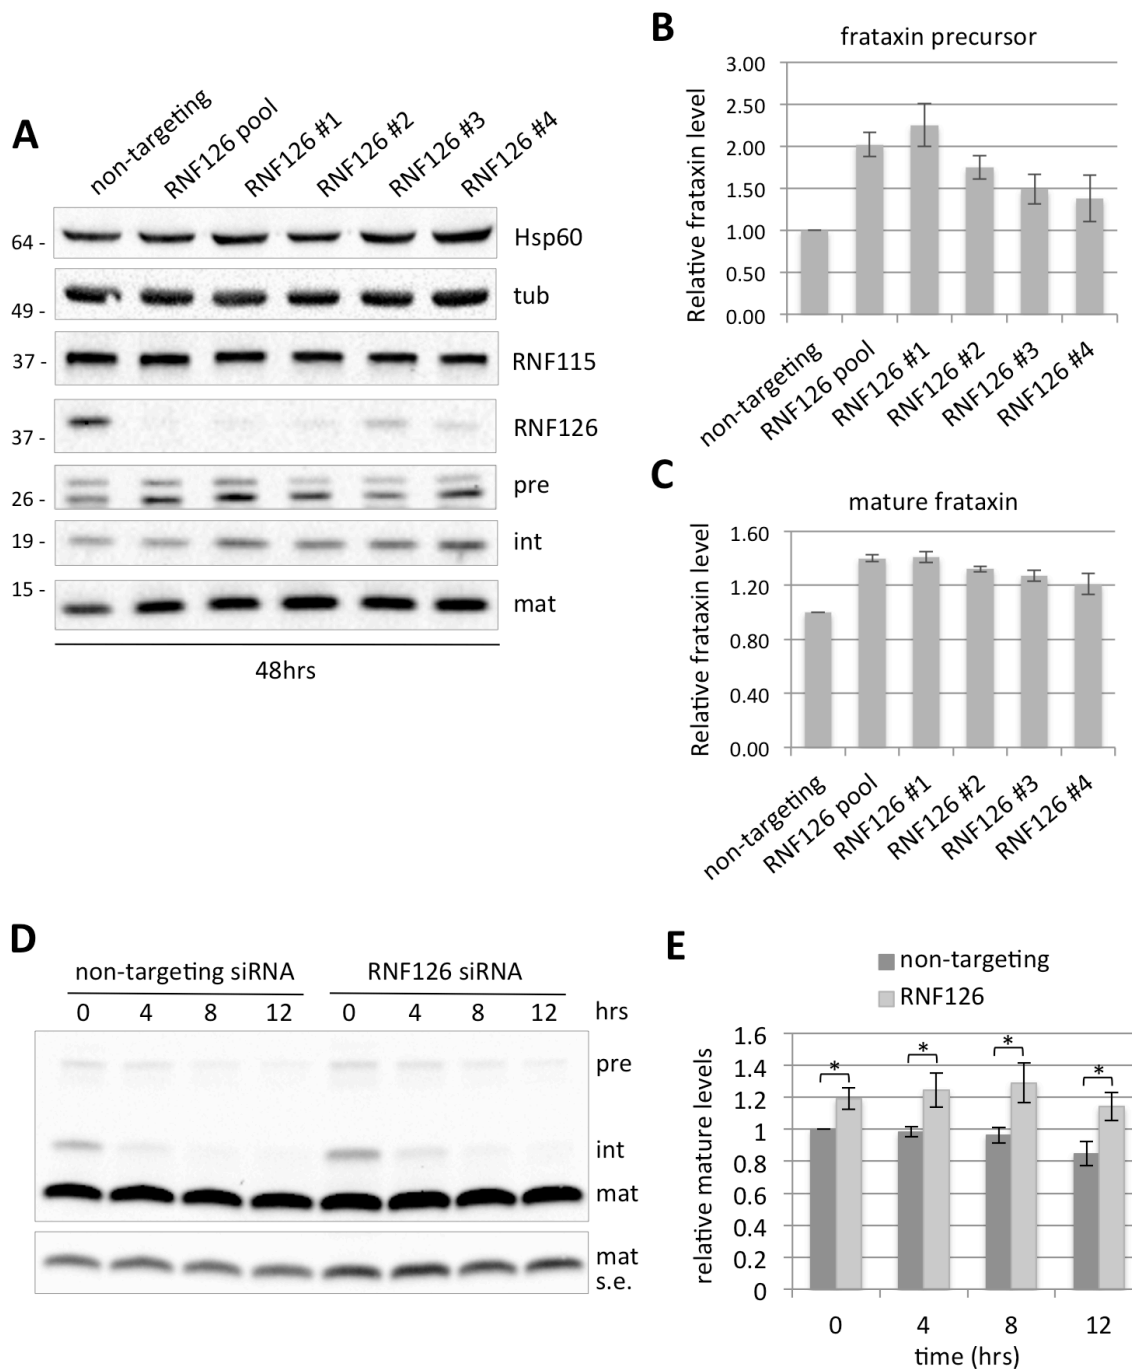 A
non-targeting
RNF126 pool
RNF126 #1
RNF126 #2
RNF126 #3
RNF126 #4
64 -
Hsp60
tub
49 -
37 -
RNF115
RNF126
37 -
pre
26 -
19 -
int
15 -
mat
48hrs
B
frataxin precursor
Relative frataxin level
3.00
2.50
2.00
1.50
1.00
0.50
0.00
non-targeting
RNF126 pool
RNF126 #1
RNF126 #2
RNF126 #3
RNF126 #4
C
mature frataxin
Relative frataxin level
1.60
1.20
0.80
0.40
0.00
non-targeting
RNF126 pool
RNF126 #1
RNF126 #2
RNF126 #3
RNF126 #4
D
non-targeting siRNA
RNF126 siRNA
0 4 8 12 0 4 8 12 hrs
pre
int
mat
mat
s.e.
E
non-targeting
RNF126
relative mature levels
1.6
1.4
1.2
1
0.8
0.6
0.4
0.2
0
* * * *
0 4 8 12
time (hrs)